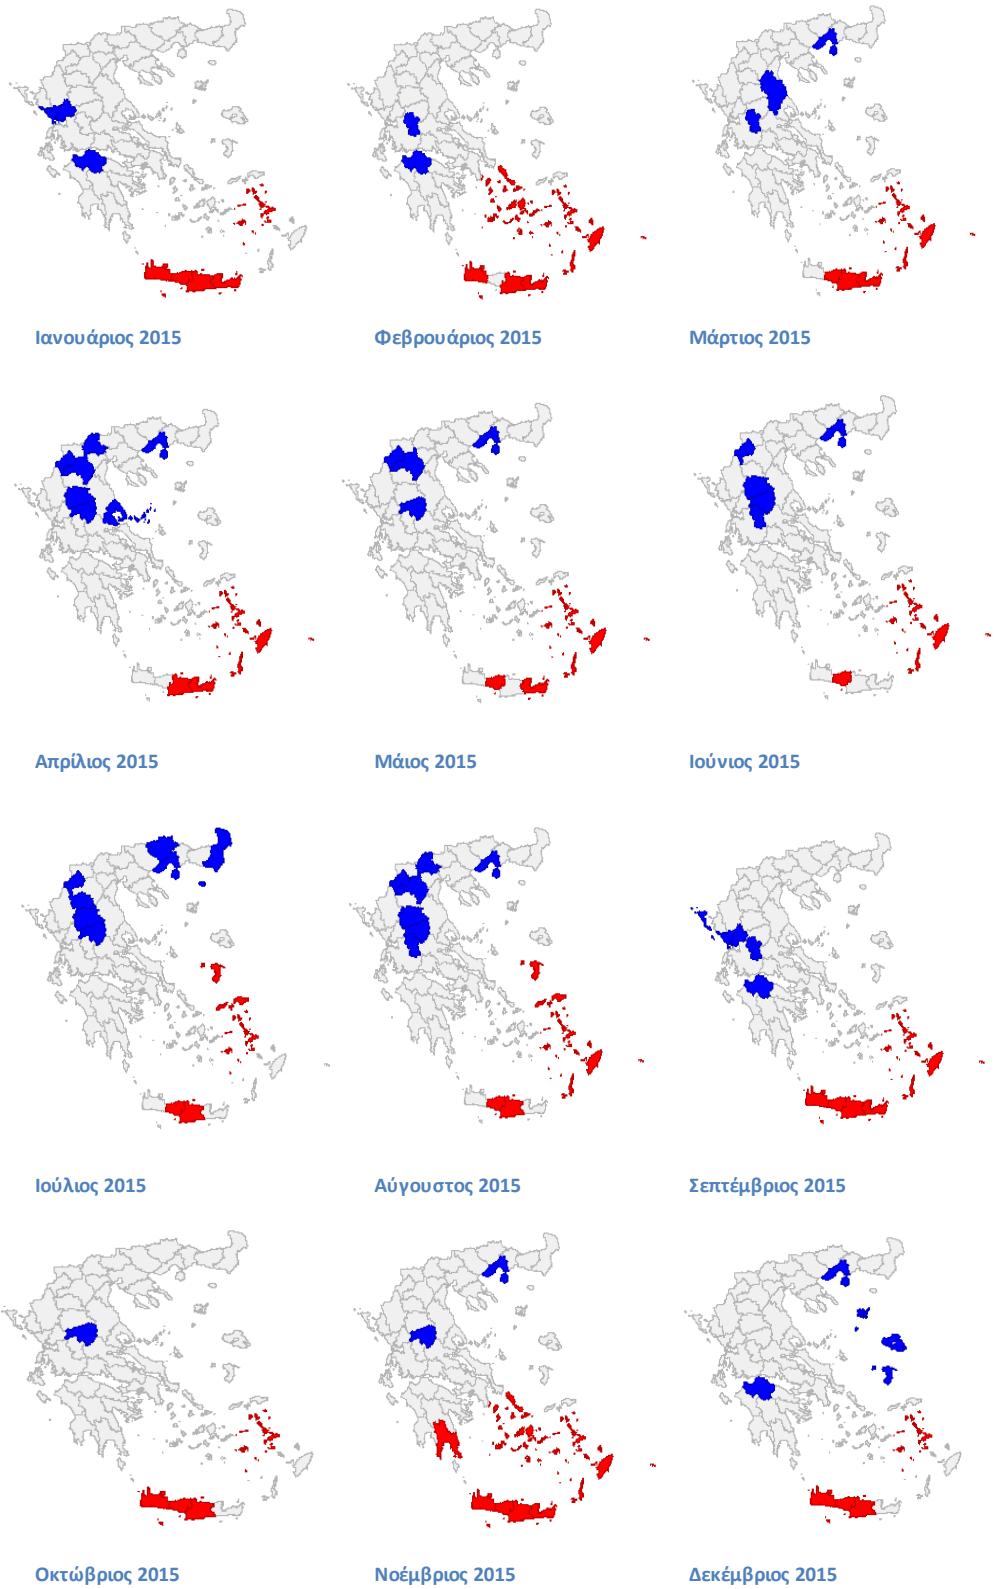 Ιανουάριος 2015
Φεβρουάριος 2015
Μάρτιος 2015
Απρίλιος 2015
Μάιος 2015
Ιούνιος 2015
Ιούλιος 2015
Αύγουστος 2015
Σεπτέμβριος 2015
Οκτώβριος 2015
Νοέμβριος 2015
Δεκέμβριος 2015